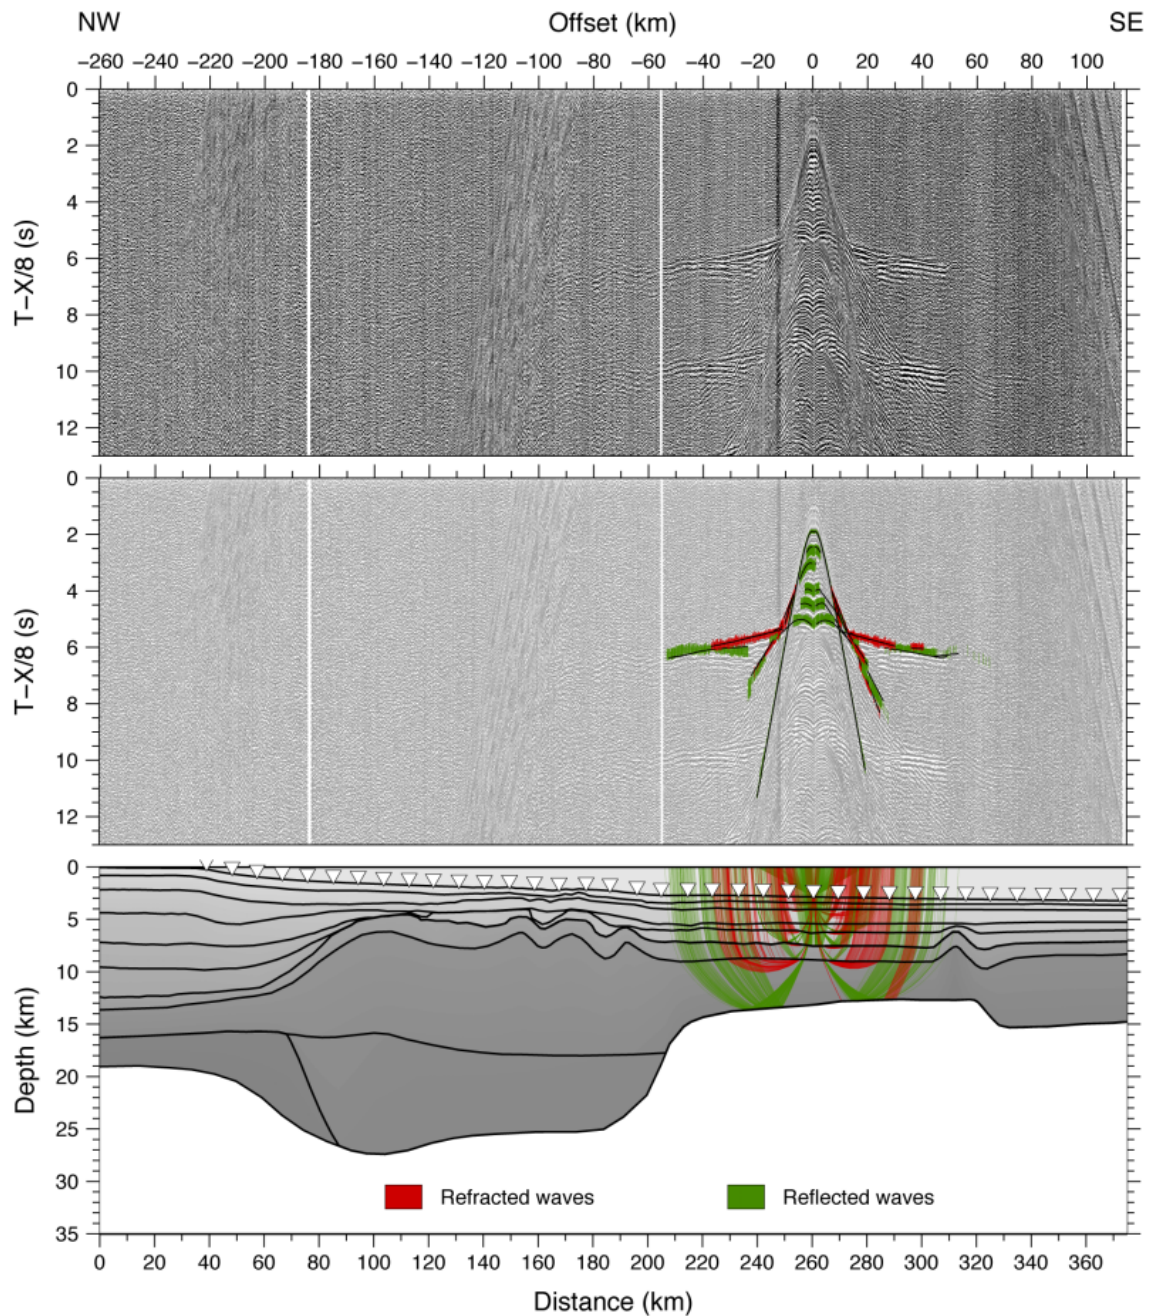 NW Offset (km) SE
−260 −240 −220 −200 −180 −160 −140 −120 −100 −80 −60 −40 −20 0 20 40 60 80 100
0
2
4
6
8
10
12
T−X/8 (s)
0
2
4
6
8
10
12
T−X/8 (s)
0
5
10
15
20
25
30
35
Depth (km)
Refracted waves Reflected waves
0 20 40 60 80 100 120 140 160 180 200 220 240 260 280 300 320 340 360
Distance (km)